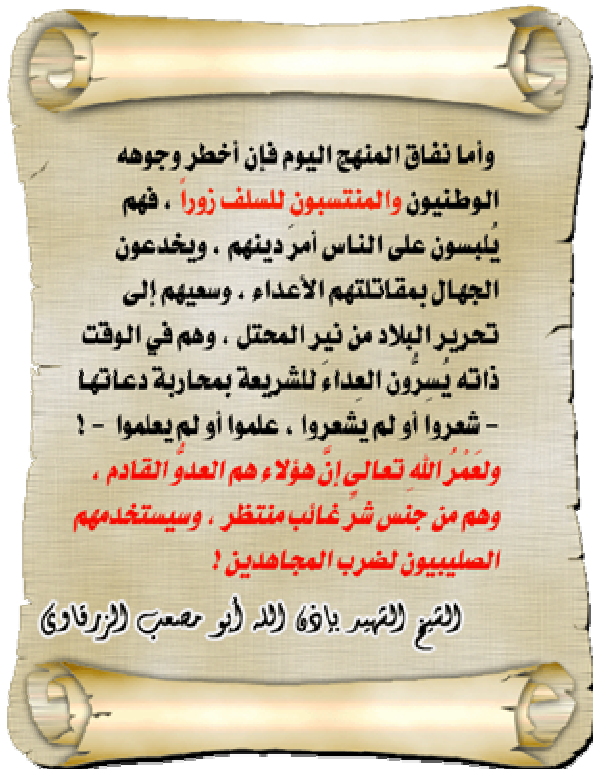 وأما نفاق المنهج اليوم فإن أخطر وجوهه
الوطنيون والمنتسبون للسلف زوراً ، فهم
يُلبسون على الناس أمرَ دينهم ، ويخدعون
الجهال بمقاتلتهم الأعداء ، وسعيهم إلى
تحرير البلاد من نير المحتل ، وهم في الوقت
ذاته يُسِرُّون العِداءَ للشريعة بمحاربة دعاتها
- شعروا أو لم يشعروا ، علموا أو لم يعلموا - !
ولعَمْرُ اللهِ تعالى إنَّ هؤلاء هم العدوُّ القادم ،
وهم من جنس شرِّ غائب منتظر ، وسيستخدمهم
الصليبيون لضرب المجاهدين !
الشيخ الشهيد بإذن الله أبو مصعب الزرقاوي